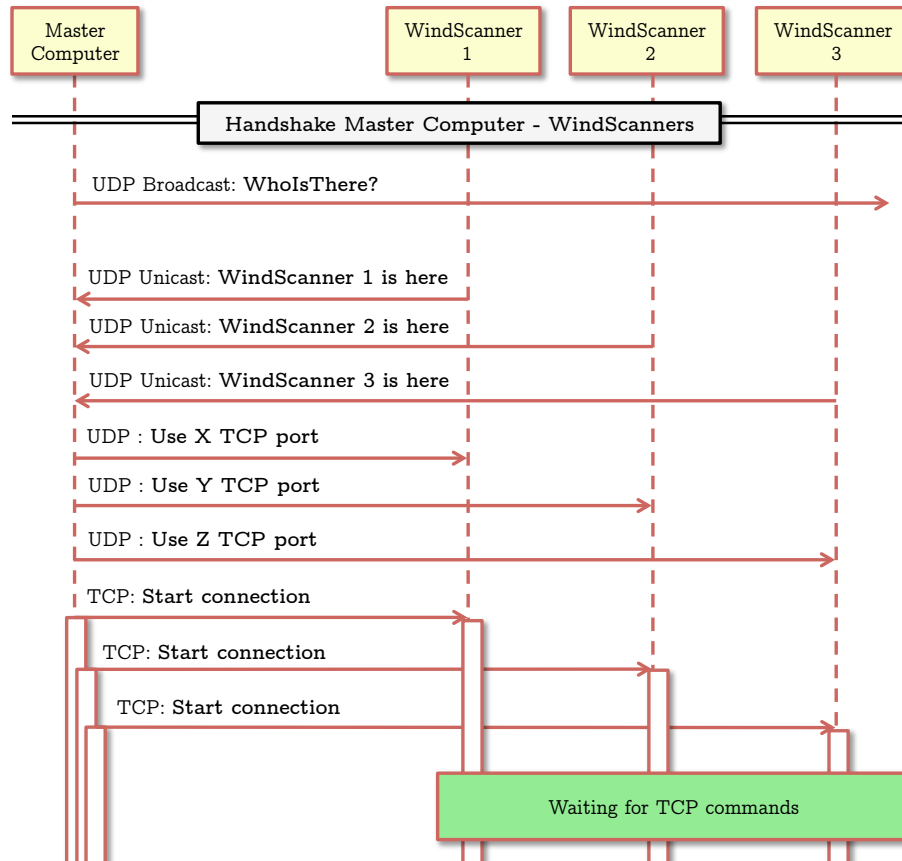 Master
Computer
WindScanner
1
WindScanner
2
WindScanner
3
Handshake Master Computer - WindScanners
UDP Broadcast: WhoIsThere?
UDP Unicast: WindScanner 1 is here
UDP Unicast: WindScanner 2 is here
UDP Unicast: WindScanner 3 is here
UDP : Use X TCP port
UDP : Use Y TCP port
UDP : Use Z TCP port
TCP: Start connection
TCP: Start connection
TCP: Start connection
Waiting for TCP commands